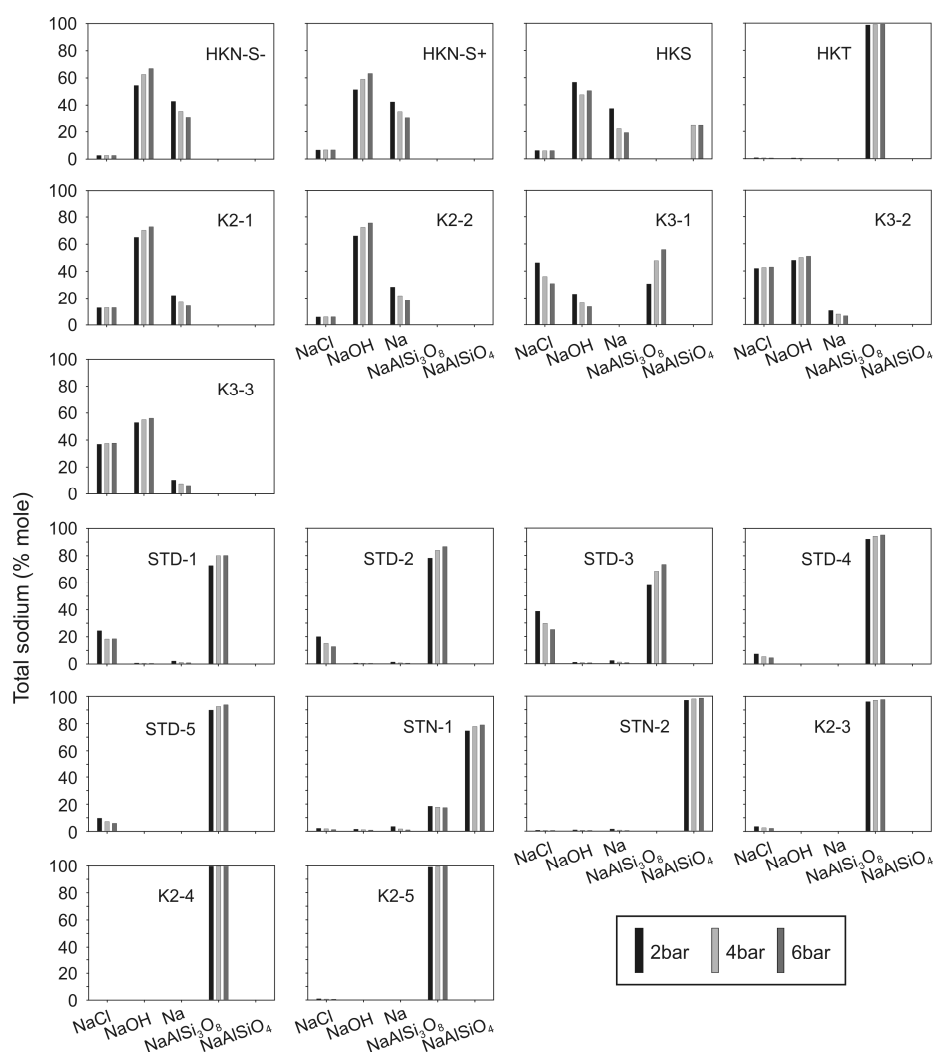 Total sodium (% mole)
100
80
60
40
20
0
HKN-S-
HKN-S+
HKS
HKT
100
80
60
40
20
0
K2-1
K2-2
K3-1
K3-2
NaCl
NaOH
Na
NaAlSi3O8
NaAlSiO4
NaCl
NaOH
Na
NaAlSi3O8
NaAlSiO4
NaCl
NaOH
Na
NaAlSi3O8
NaAlSiO4
100
80
60
40
20
0
K3-3
100
80
60
40
20
0
STD-1
STD-2
STD-3
STD-4
100
80
60
40
20
0
STD-5
STN-1
STN-2
K2-3
NaCl
NaOH
Na
NaAlSi3O8
NaAlSiO4
NaCl
NaOH
Na
NaAlSi3O8
NaAlSiO4
100
80
60
40
20
0
K2-4
K2-5
NaCl
NaOH
Na
NaAlSi3O8
NaAlSiO4
NaCl
NaOH
Na
NaAlSi3O8
NaAlSiO4
2bar
4bar
6bar